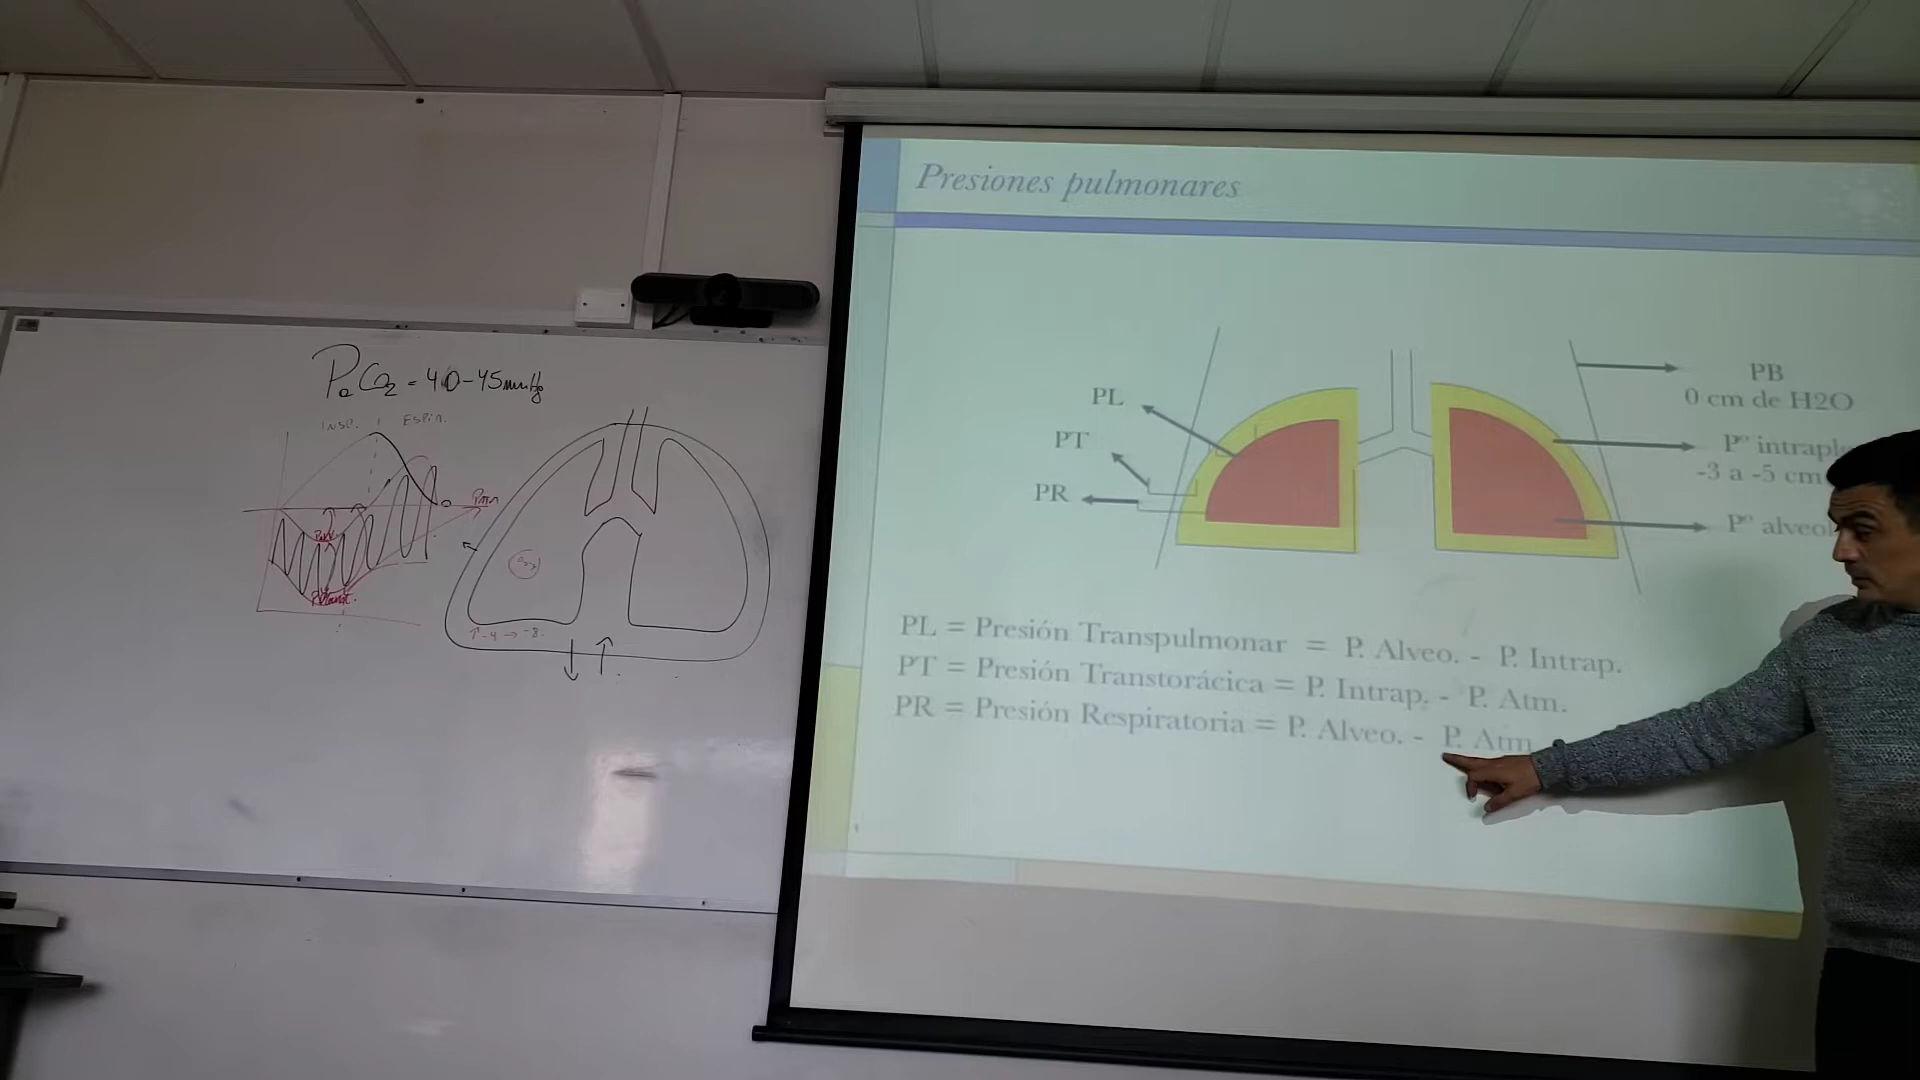 PaCO2 = 40-45mmHg
INSP. ESPIR.
PATM
↑-4 → -8.
Presiones pulmonares
PL
PT
PR
PB
0 cm de H2O
Pº intrapl
-3 a -5 cm
Pº alveol
PL = Presión Transpulmonar = P. Alveo. - P. Intrap.
PT = Presión Transtorácica = P. Intrap. - P. Atm.
PR = Presión Respiratoria = P. Alveo. - P. Atm